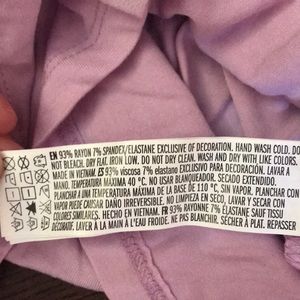 EN 93% RAYON 7% SPANDEX/ELASTANE EXCLUSIVE OF DECORATION. HAND WASH COLD. DO
NOT BLEACH. DRY FLAT. IRON LOW. DO NOT DRY CLEAN. WASH AND DRY WITH LIKE COLORS.
MADE IN VIETNAM. ES 93% viscosa 7% elastano EXCLUSIVO DE DECORACIÓN. LAVAR A
MANO. TEMPERATURA MAXIMA 40 °C. NO USAR BLANQUEADOR. SECADO EXTENDIDO.
PLANCHAR A UNA TEMPERATURA MÁXIMA DE LA BASE DE 110 °C, SIN VAPOR. PLANCHAR CON
VAPOR PUEDE CAUSAR DAÑO IRREVERSIBLE. NO LIMPIEZA EN SECO, LAVAR Y SECAR CON
COLORES SIMILARES. HECHO EN VIETNAM. FR 93% RAYONNE 7% ÉLASTANE SAUF TISSU
DÉCORATIF. LAVER À LA MAIN À L'EAU FROIDE. NE PAS BLANCHIR. SÉCHER À PLAT. REPASSER